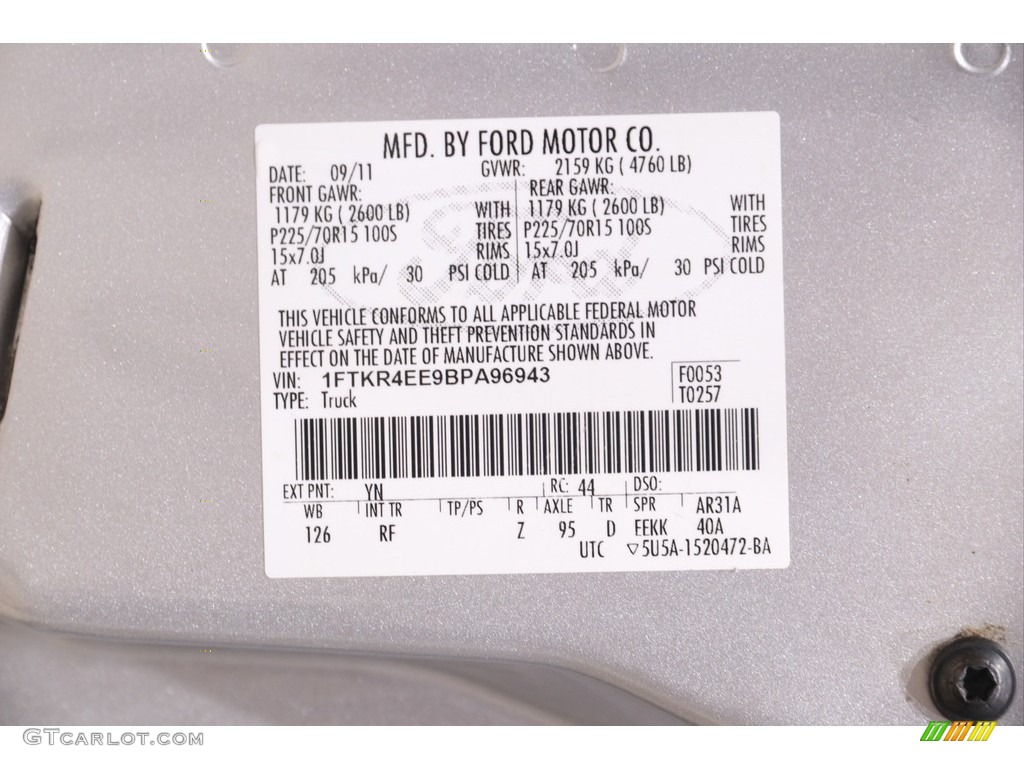 MFD. BY FORD MOTOR CO.
DATE: 09/11 GVWR: 2159 KG ( 4760 LB)
FRONT GAWR: REAR GAWR:
1179 KG ( 2600 LB) WITH 1179 KG ( 2600 LB) WITH
P225/70R15 100S TIRES P225/70R15 100S TIRES
15x7.0J RIMS 15x7.0J RIMS
AT 205 kPa/ 30 PSI COLD AT 205 kPa/ 30 PSI COLD
THIS VEHICLE CONFORMS TO ALL APPLICABLE FEDERAL MOTOR
VEHICLE SAFETY AND THEFT PREVENTION STANDARDS IN
EFFECT ON THE DATE OF MANUFACTURE SHOWN ABOVE.
VIN: 1FTKR4EE9BPA96943 F0053
TYPE: Truck T0257
EXT PNT: YN RC: 44 DSO:
WB INT TR TP/PS R AXLE TR SPR AR31A
126 RF Z 95 D EEKK 40A
UTC ▽5U5A-1520472-BA
GTCarlot.com